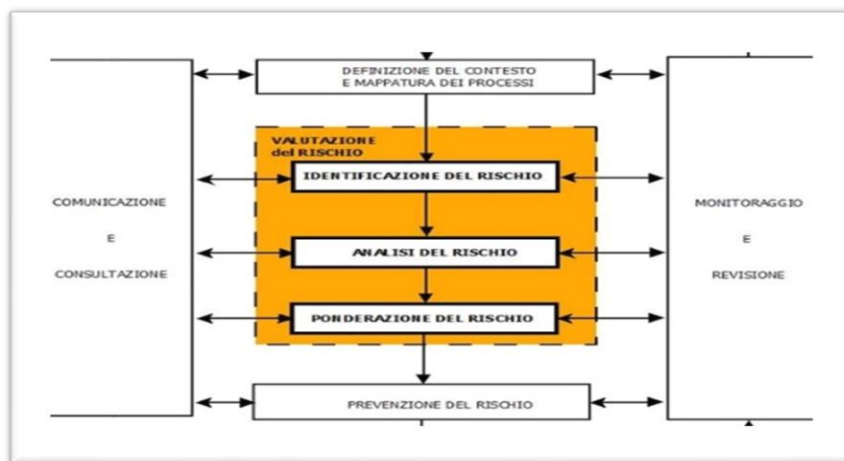 DEFINIZIONE DEL CONTESTO
E MAPPATURA DEI PROCESSI
VALUTAZIONE
del RISCHIO
IDENTIFICAZIONE DEL RISCHIO
COMUNICAZIONE
E
CONSULTAZIONE
ANALISI DEL RISCHIO
MONITORAGGIO
E
REVISIONE
PONDERAZIONE DEL RISCHIO
PREVENZIONE DEL RISCHIO